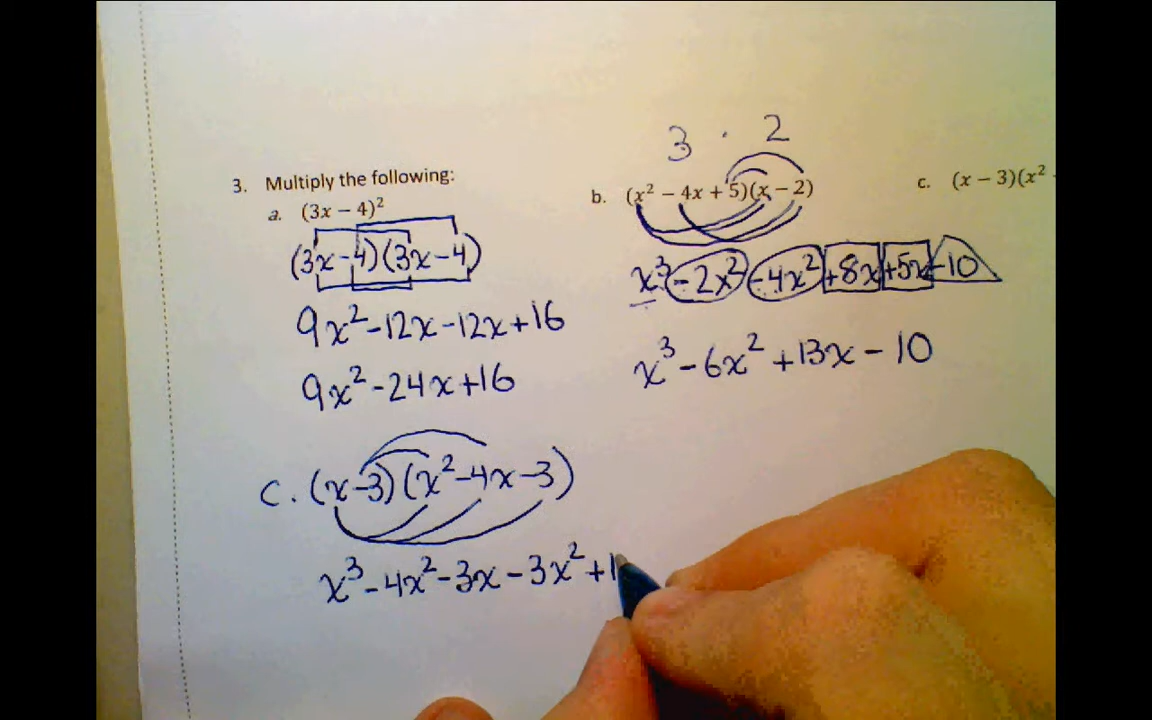 3. Multiply the following:
a. (3x − 4)²
(3x-4)(3x-4)
9x²-12x-12x+16
9x²-24x+16
3 · 2
b. (x² − 4x + 5)(x − 2)
x³-2x²-4x²+8x+5x-10
x³-6x²+13x-10
c. (x − 3)(x²
C. (x-3)(x²-4x-3)
x³-4x²-3x-3x²+1